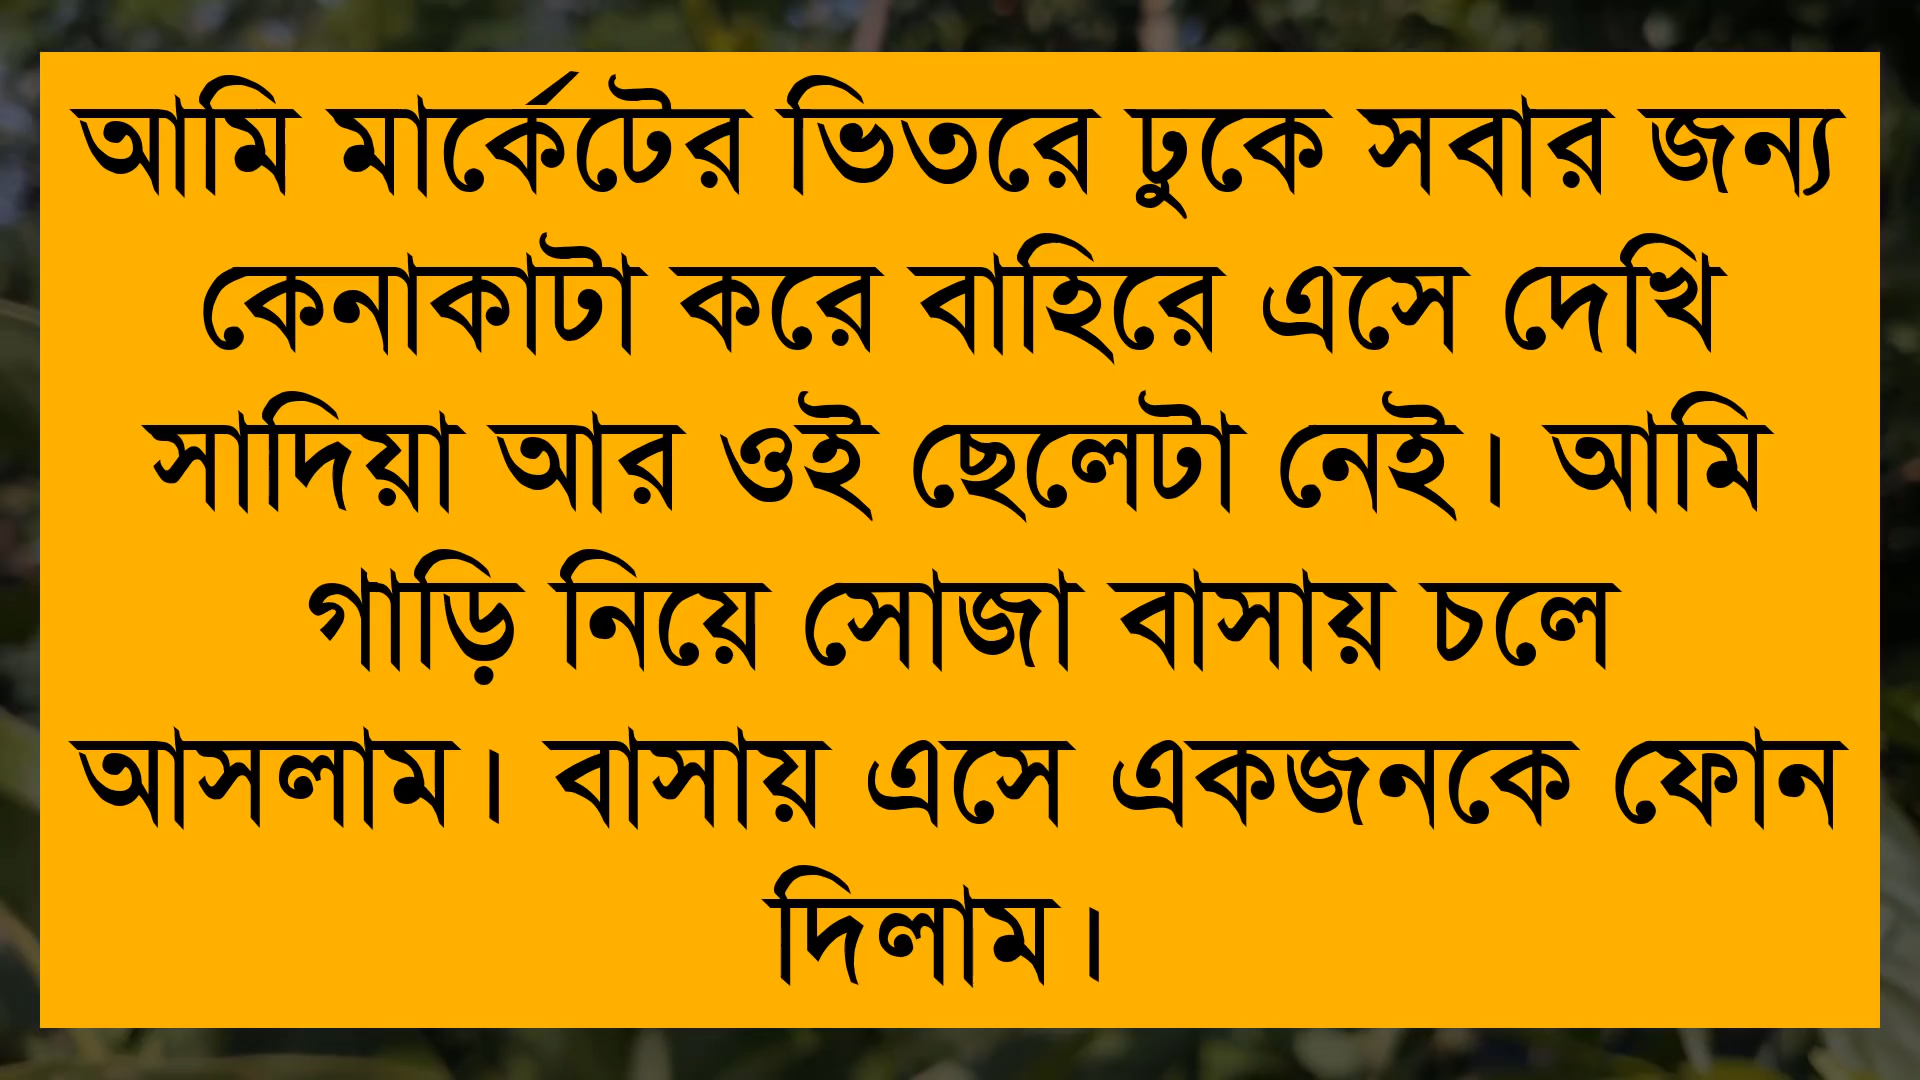 আমি মার্কেটের ভিতরে ঢুকে সবার জন্য
কেনাকাটা করে বাহিরে এসে দেখি
সাদিয়া আর ওই ছেলেটা নেই। আমি
গাড়ি নিয়ে সোজা বাসায় চলে
আসলাম। বাসায় এসে একজনকে ফোন
দিলাম।